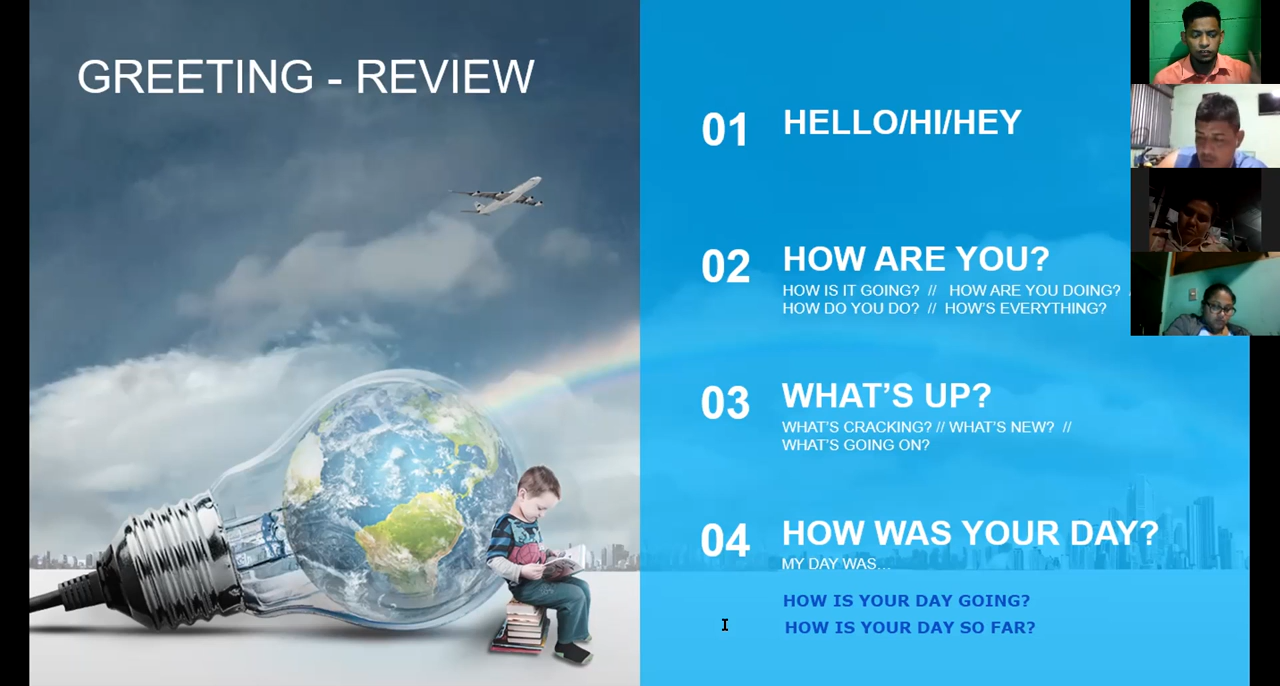 GREETING - REVIEW
01 HELLO/HI/HEY
02 HOW ARE YOU?
HOW IS IT GOING? // HOW ARE YOU DOING? /
HOW DO YOU DO? // HOW'S EVERYTHING?
03 WHAT'S UP?
WHAT'S CRACKING? // WHAT'S NEW? //
WHAT'S GOING ON?
04 HOW WAS YOUR DAY?
MY DAY WAS...
HOW IS YOUR DAY GOING?
HOW IS YOUR DAY SO FAR?